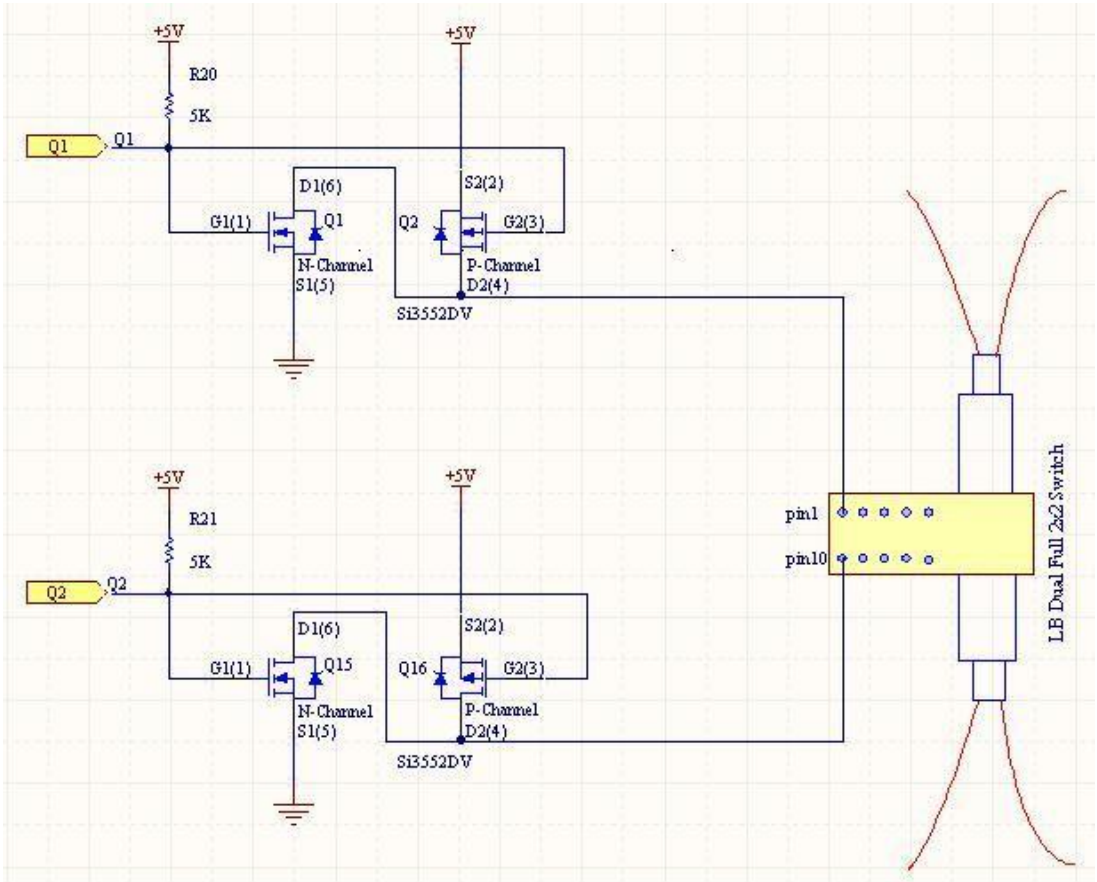 +5V
+5V
R20
5K
Q1
Q1
D1(6)
S2(2)
G1(1)
Q1
Q2
G2(3)
N-Channel
P-Channel
S1(5)
D2(4)
Si3552DV
+5V
+5V
R21
5K
pin1
pin10
LB Dual Full 2x2 Switch
Q2
Q2
D1(6)
S2(2)
G1(1)
Q15
Q16
G2(3)
N-Channel
P-Channel
S1(5)
D2(4)
Si3552DV